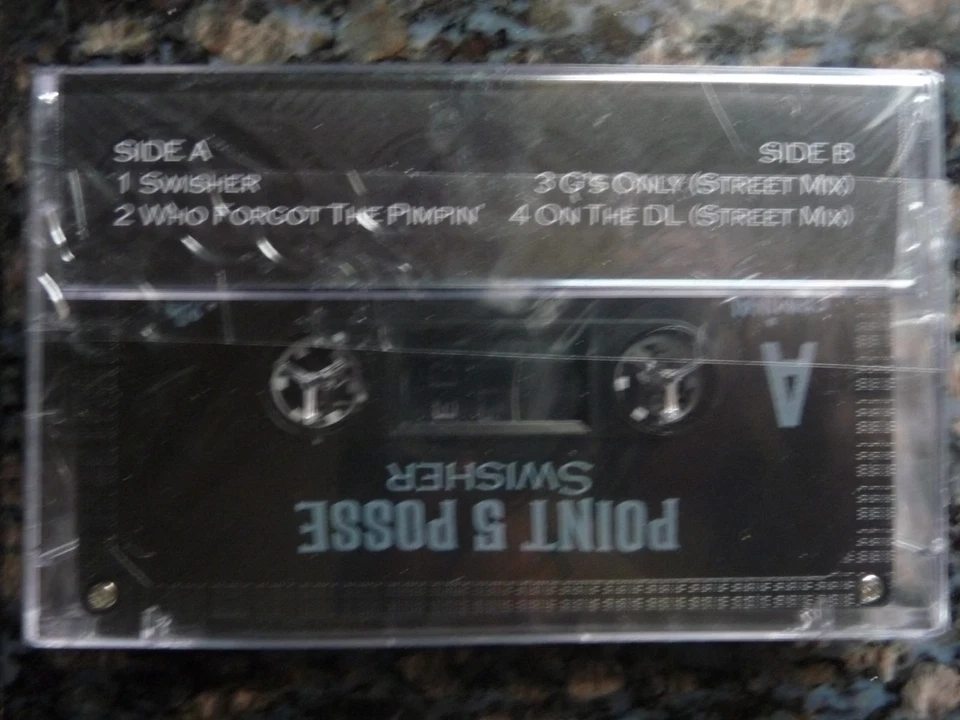 SIDE A
1 SWISHER
2 WHO FORGOT THE PIMPIN'
SIDE B
3 G'S ONLY (STREET MIX)
4 ON THE DL (STREET MIX)
A
SWISHER
POINT 5 POSSE